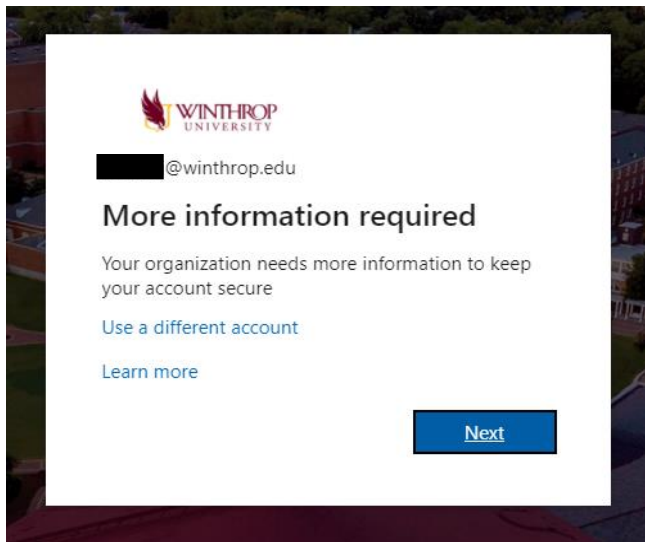 WINTHROP
UNIVERSITY
@winthrop.edu
More information required
Your organization needs more information to keep
your account secure
Use a different account
Learn more
Next